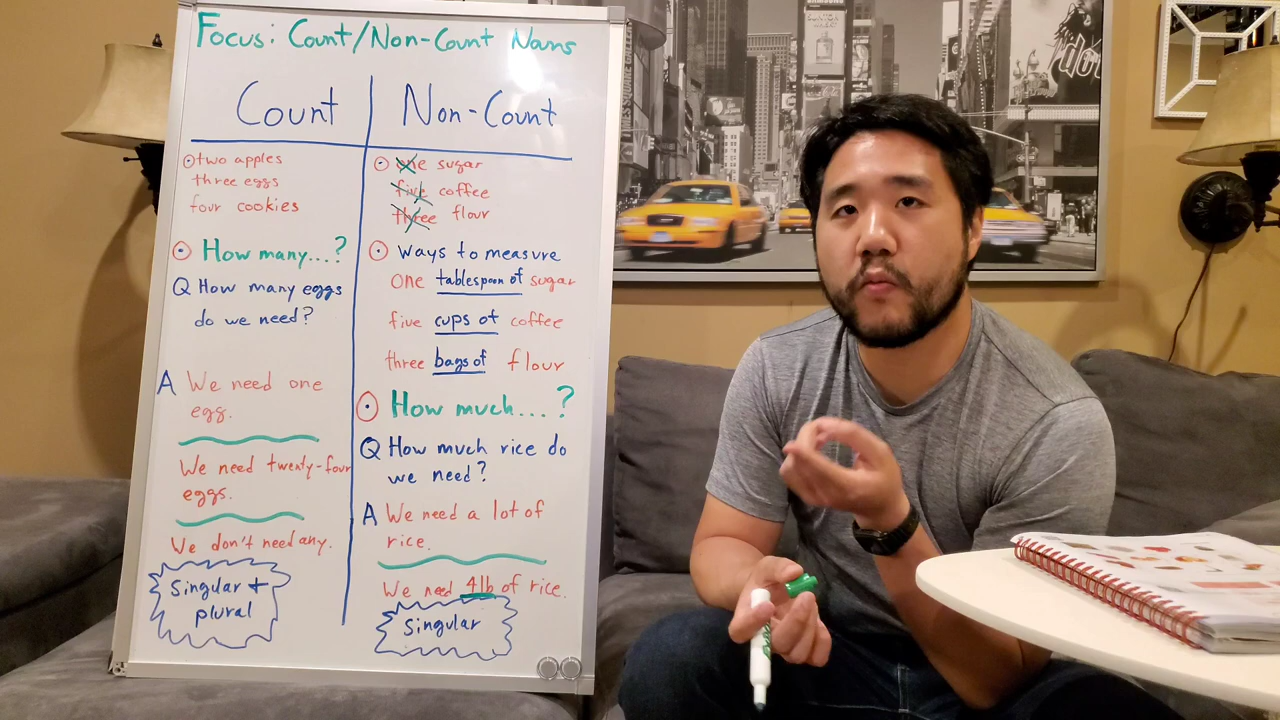 Focus: Count/Non-Count Nouns
Count
two apples
three eggs
four cookies
How many...?
Q How many eggs
do we need?
A We need one
egg.
We need twenty-four
eggs.
We don't need any.
Singular +
plural
Non-Count
one sugar
five coffee
three flour
Ways to measure
one tablespoon of sugar
five cups of coffee
three bags of flour
How much....?
Q How much rice do
we need?
A We need a lot of
rice.
We need 4lb of rice.
Singular